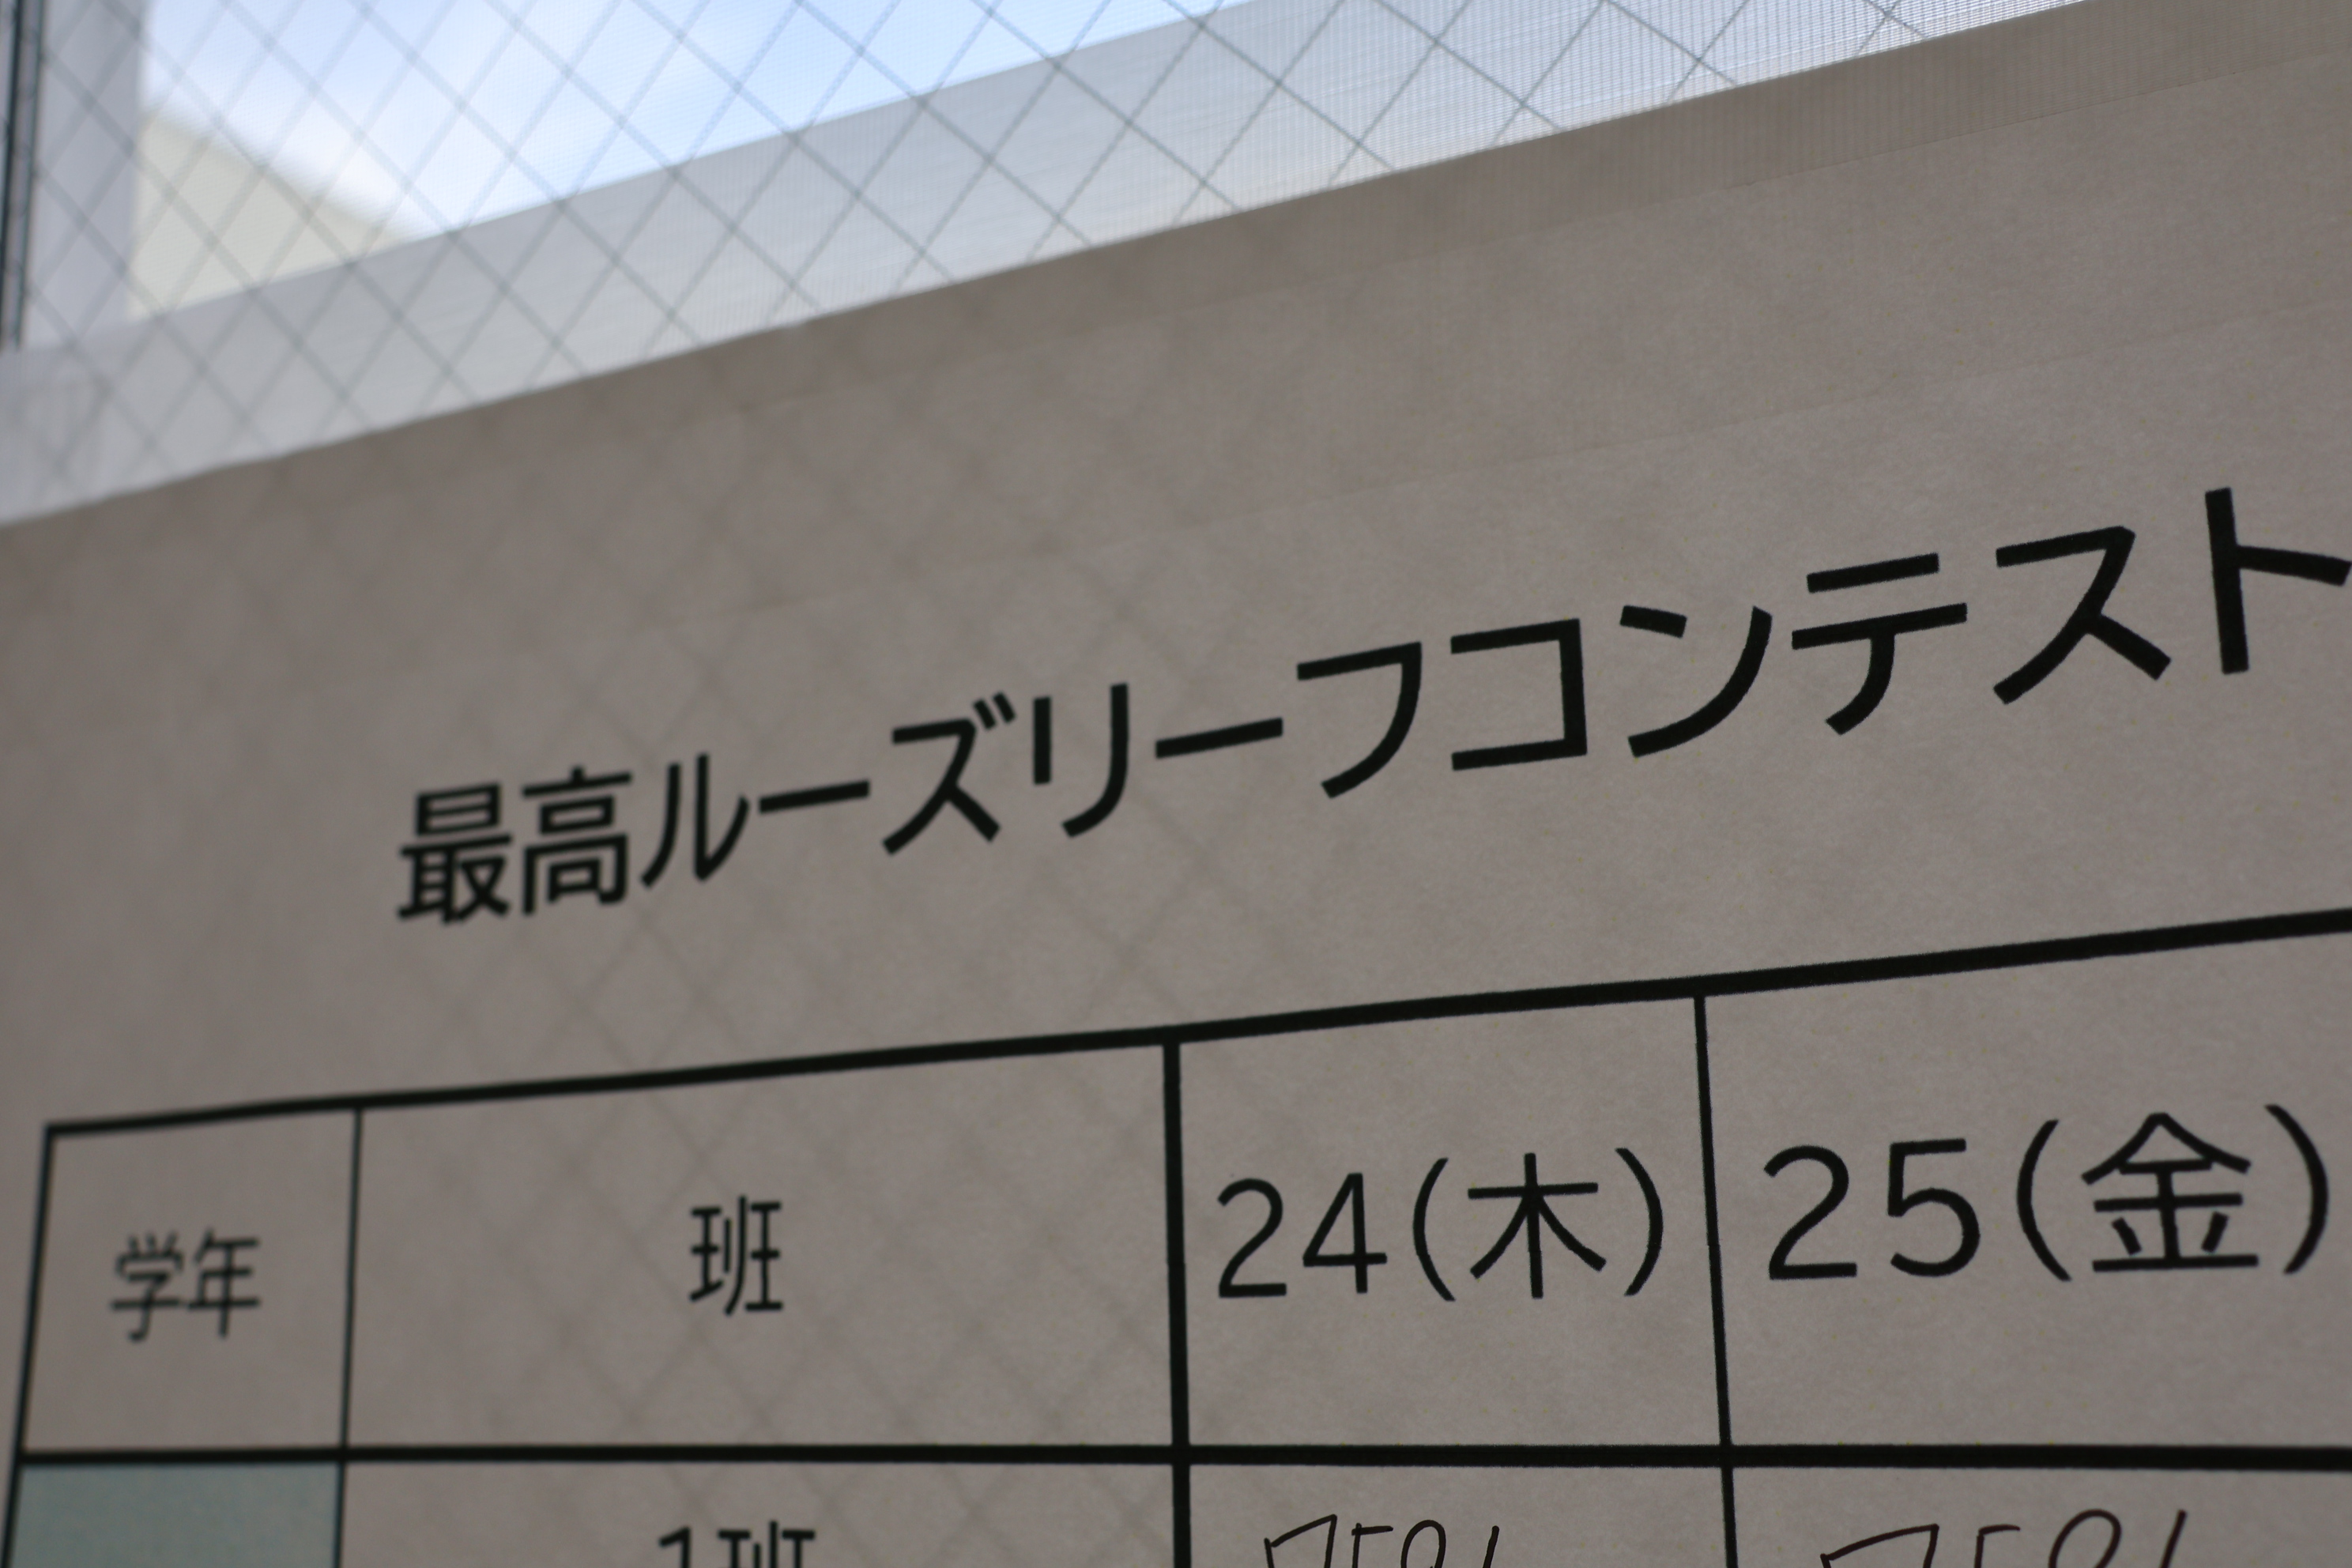 最高ルーズリーフコンテスト
学年 班 24(木) 25(金)
1班